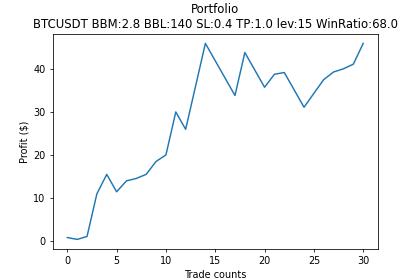 Portfolio
BTCUSDT BBM:2.8 BBL:140 SL:0.4 TP:1.0 lev:15 WinRatio:68.0
Profit ($)
40
30
20
10
0
0 5 10 15 20 25 30
Trade counts